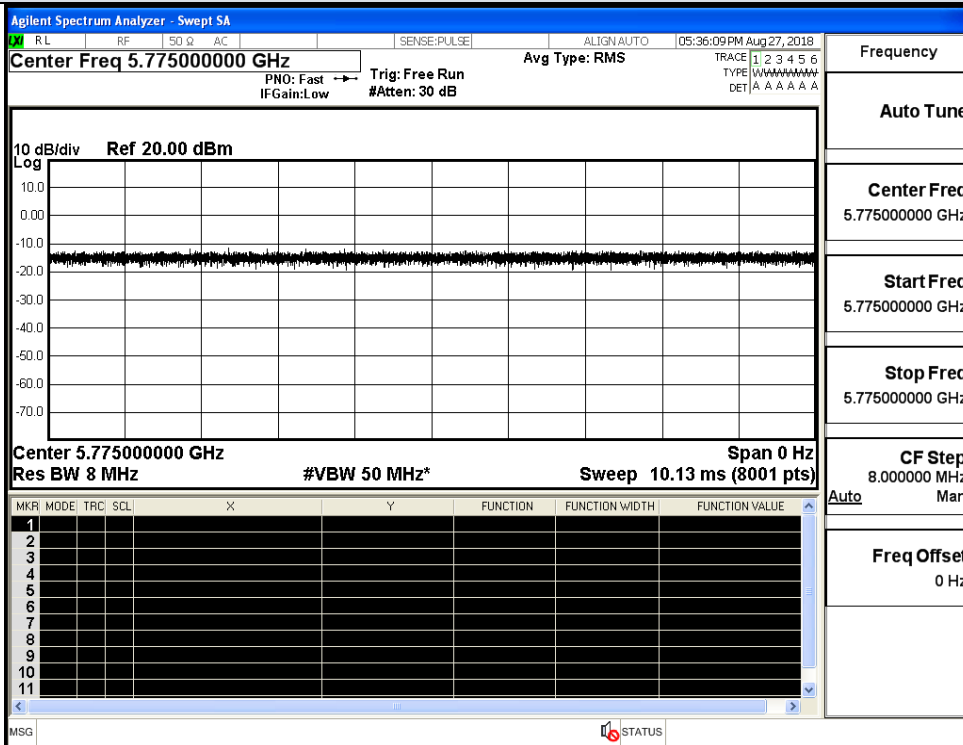 Agilent Spectrum Analyzer - Swept SA
LXI RL RF 50 Ω AC SENSE:PULSE ALIGN AUTO 05:36:09 PM Aug 27, 2018
Center Freq 5.775000000 GHz
Avg Type: RMS
TRACE 1 2 3 4 5 6
TYPE
DET A A A A A A
PNO: Fast
IFGain:Low
Trig: Free Run
#Atten: 30 dB
10 dB/div Ref 20.00 dBm
Log
10.0
0.00
-10.0
-20.0
-30.0
-40.0
-50.0
-60.0
-70.0
Center 5.775000000 GHz Span 0 Hz
Res BW 8 MHz #VBW 50 MHz* Sweep 10.13 ms (8001 pts)
MKR MODE TRC SCL X Y FUNCTION FUNCTION WIDTH FUNCTION VALUE
1
2
3
4
5
6
7
8
9
10
11
MSG STATUS
Frequency
Auto Tune
Center Freq
5.775000000 GHz
Start Freq
5.775000000 GHz
Stop Freq
5.775000000 GHz
CF Step
8.000000 MHz
Auto Man
Freq Offset
0 Hz